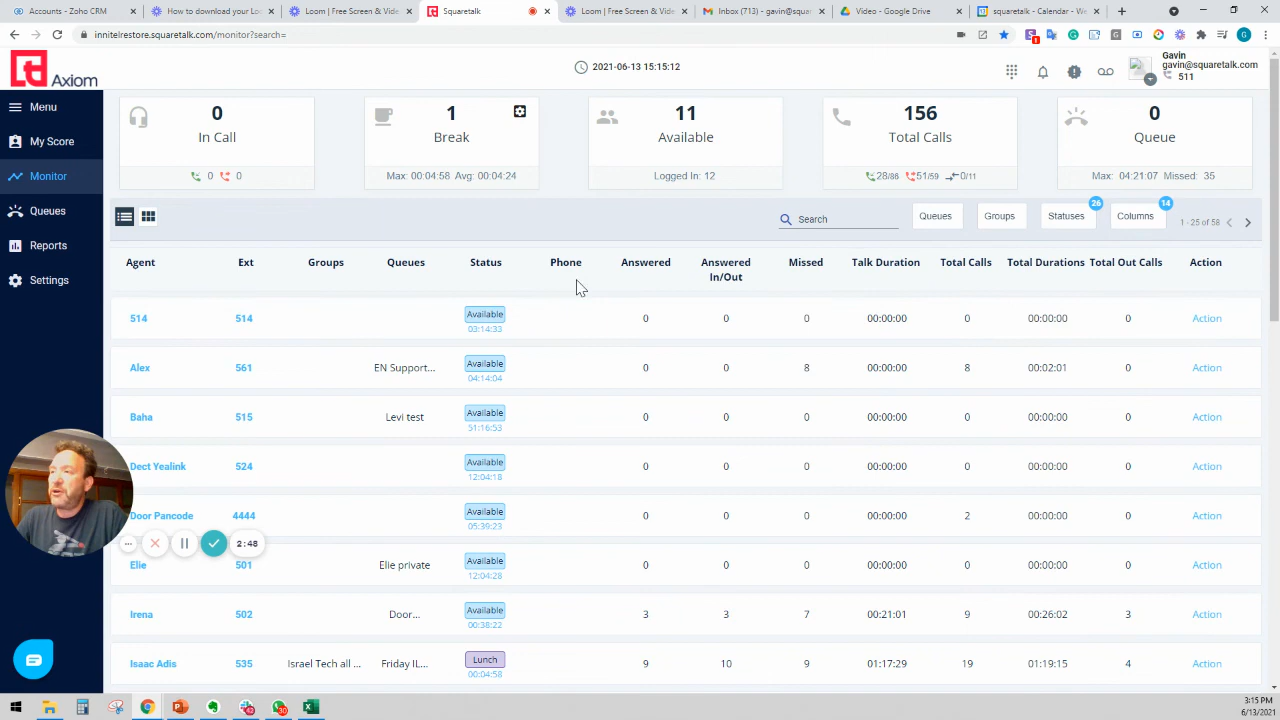 Accounts - Zoho CRM
How to download your Lo
Loom | Free Screen & Vide
Squaretalk
Loom | Free Screen & Vide
Inbox (713) - gavin@squar
Drive - Google Drive
squaretalk - Calendar - We
innitelrestore.squaretalk.com/monitor?search=
Axiom
2021-06-13 15:15:12
Gavin
gavin@squaretalk.com
511
Menu
My Score
Monitor
Queues
Reports
Settings
0
In Call
0 0
1
Break
Max: 00:04:58 Avg: 00:04:24
11
Available
Logged In: 12
156
Total Calls
28/86 51/59 0/11
0
Queue
Max: 04:21:07 Missed: 35
Search
Queues
Groups
Statuses 26
Columns 14
1 - 25 of 58
Agent Ext Groups Queues Status Phone Answered Answered In/Out Missed Talk Duration Total Calls Total Durations Total Out Calls Action
514 514 Available 03:14:33 0 0 0 00:00:00 0 00:00:00 0 Action
Alex 561 EN Support... Available 04:14:04 0 0 8 00:00:00 8 00:02:01 0 Action
Baha 515 Levi test Available 51:16:53 0 0 0 00:00:00 0 00:00:00 0 Action
Dect Yealink 524 Available 12:04:18 0 0 0 00:00:00 0 00:00:00 0 Action
Door Pancode 4444 Available 05:39:23 0 0 0 00:00:00 2 00:00:00 0 Action
Elie 501 Elie private Available 12:04:28 0 0 0 00:00:00 0 00:00:00 0 Action
Irena 502 Door... Available 00:38:22 3 3 7 00:21:0 9 00:26:02 3 Action
Isaac Adis 535 Israel Tech all ... Friday IL... Lunch 00:04:58 9 10 9 01:17:29 19 01:19:15 4 Action
2:48
3:15 PM
6/13/2021